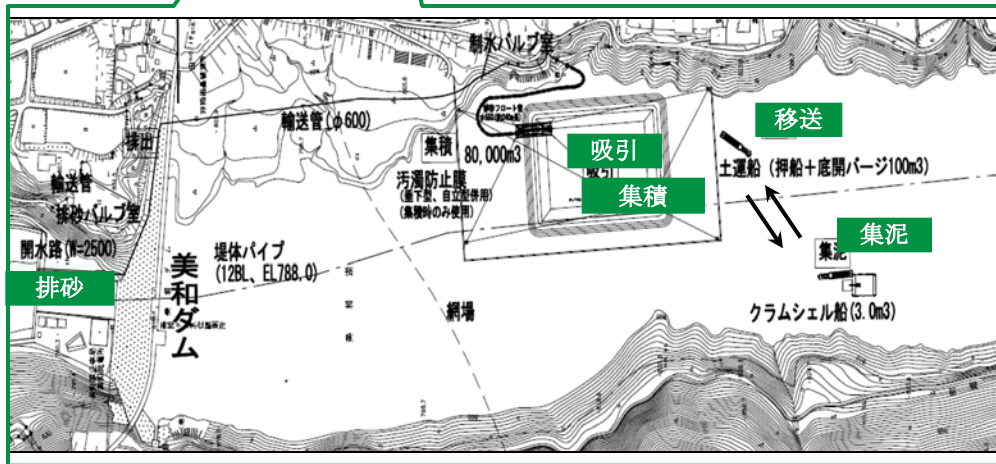 制水バルブ室
輸送管(φ600)
排出
集積
80,000m3
吸引
吸引
集積
移送
土運船（押船＋底開バージ100m3）
輸送管
排砂バルブ室
汚濁防止膜
(垂下型、自立型併用)
(集積時のみ使用)
開水路(W=2500)
堤体パイプ
(12BL、EL788.0)
集泥
集泥
排砂
美和ダム
網場
クラムシェル船(3.0m3)